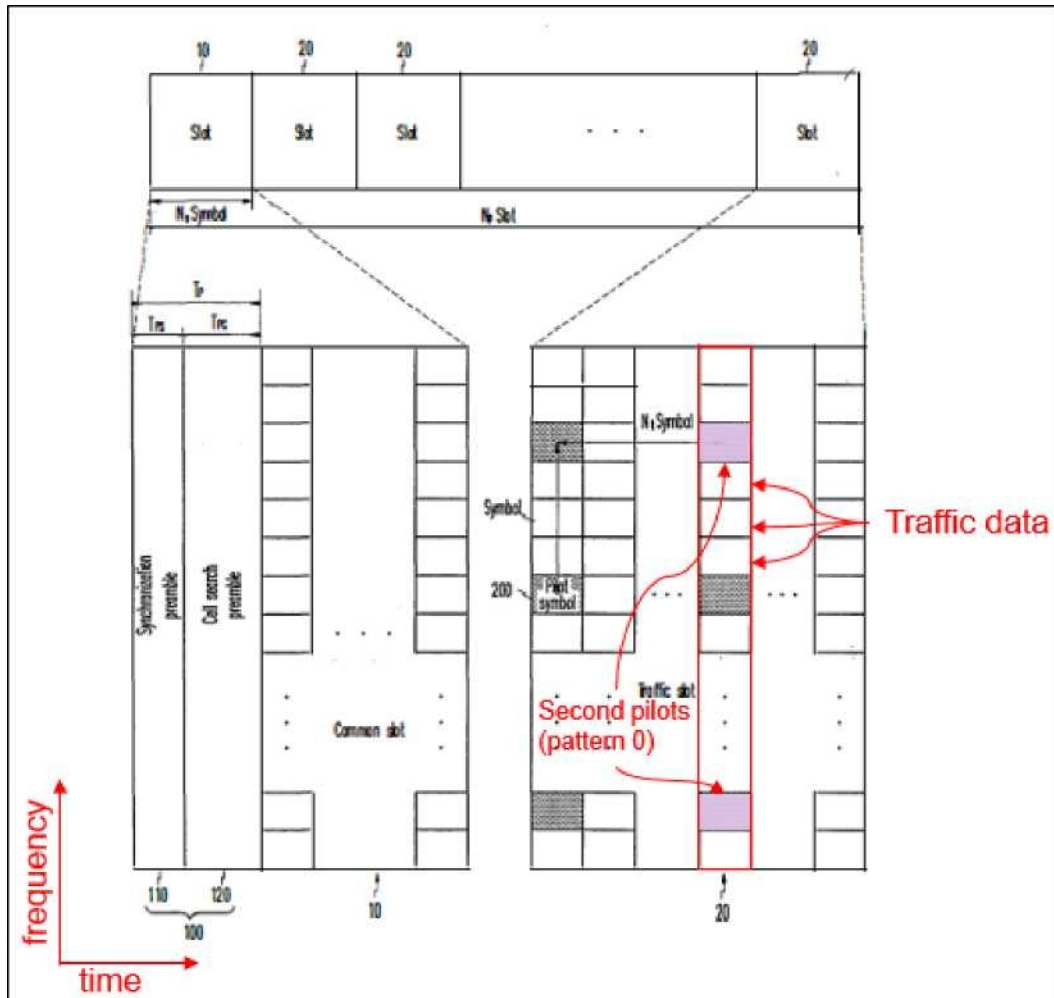 10 20 20 20
Slot Slot Slot . . . Slot
Ns Symbol Np Slot
Tp
Tps Tpc
Synchronization preamble
Cell search preamble
. . .
Common slot
110 120
100
10
Nt Symbol
Symbol
200
Pilot symbol
. . . . . .
Traffic slot
20
Traffic data
Second pilots
(pattern 0)
frequency
time